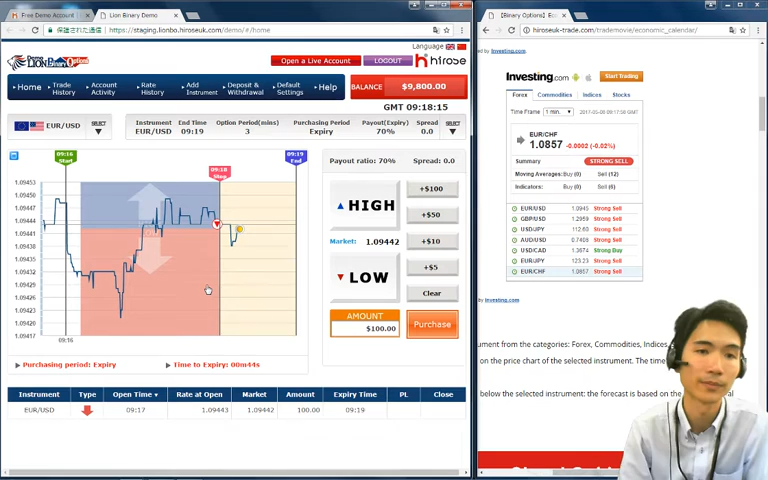 Free Demo Account
Lion Binary Demo
https://staging.lionbo.hiroseuk.com/demo/#/home
Language
Demo
LION Binary Options
Open a Live Account
LOGOUT
hirose
Home
Trade History
Account Activity
Rate History
Add Instrument
Deposit & Withdrawal
Default Settings
Help
BALANCE $9,800.00
GMT 09:18:15
EUR/USD
SELECT
Instrument End Time Option Period(mins) Purchasing Period Payout(Expiry) Spread
EUR/USD 09:19 3 Expiry 70% 0.0
SELECT
09:16 Start
09:18 Stop
09:19 End
1.09453
1.09450
1.09447
1.09444
1.09441
1.09438
1.09432
1.09429
1.09426
1.09423
1.09420
1.09417
09:16
Purchasing period: Expiry
Time to Expiry: 00m44s
Payout ratio: 70% Spread: 0.0
HIGH
Market: 1.09442
LOW
AMOUNT
$100.00
+$100
+$50
+$10
+$5
Clear
Purchase
Instrument Type Open Time Rate at Open Market Amount Expiry Time PL Close
EUR/USD 09:17 1.09443 1.09442 100.00 09:19
[Binary Options]
hiroseuk-trade.com/trademovie/economic_calendar/
ed by Investing.com
Investing.com
Start Trading
Forex Commodities Indices Stocks
Time Frame 1 min.
EUR/CHF
1.0857 -0.0002 (-0.02%)
Summary STRONG SELL
Moving Averages: Buy (0) Sell (12)
Indicators: Buy (0) Sell (6)
EUR/USD 1.0945 Strong Sell
GBP/USD 1.2959 Strong Sell
USD/JPY 112.60 Strong Sell
AUD/USD 0.7408 Strong Sell
USD/CAD 1.3674 Strong Buy
EUR/JPY 123.23 Strong Sell
EUR/CHF 1.0857 Strong Sell
by Investing.com
ument from the categories: Forex, Commodities, Indices,
on the price chart of the selected instrument. The time
below the selected instrument: the forecast is based on the